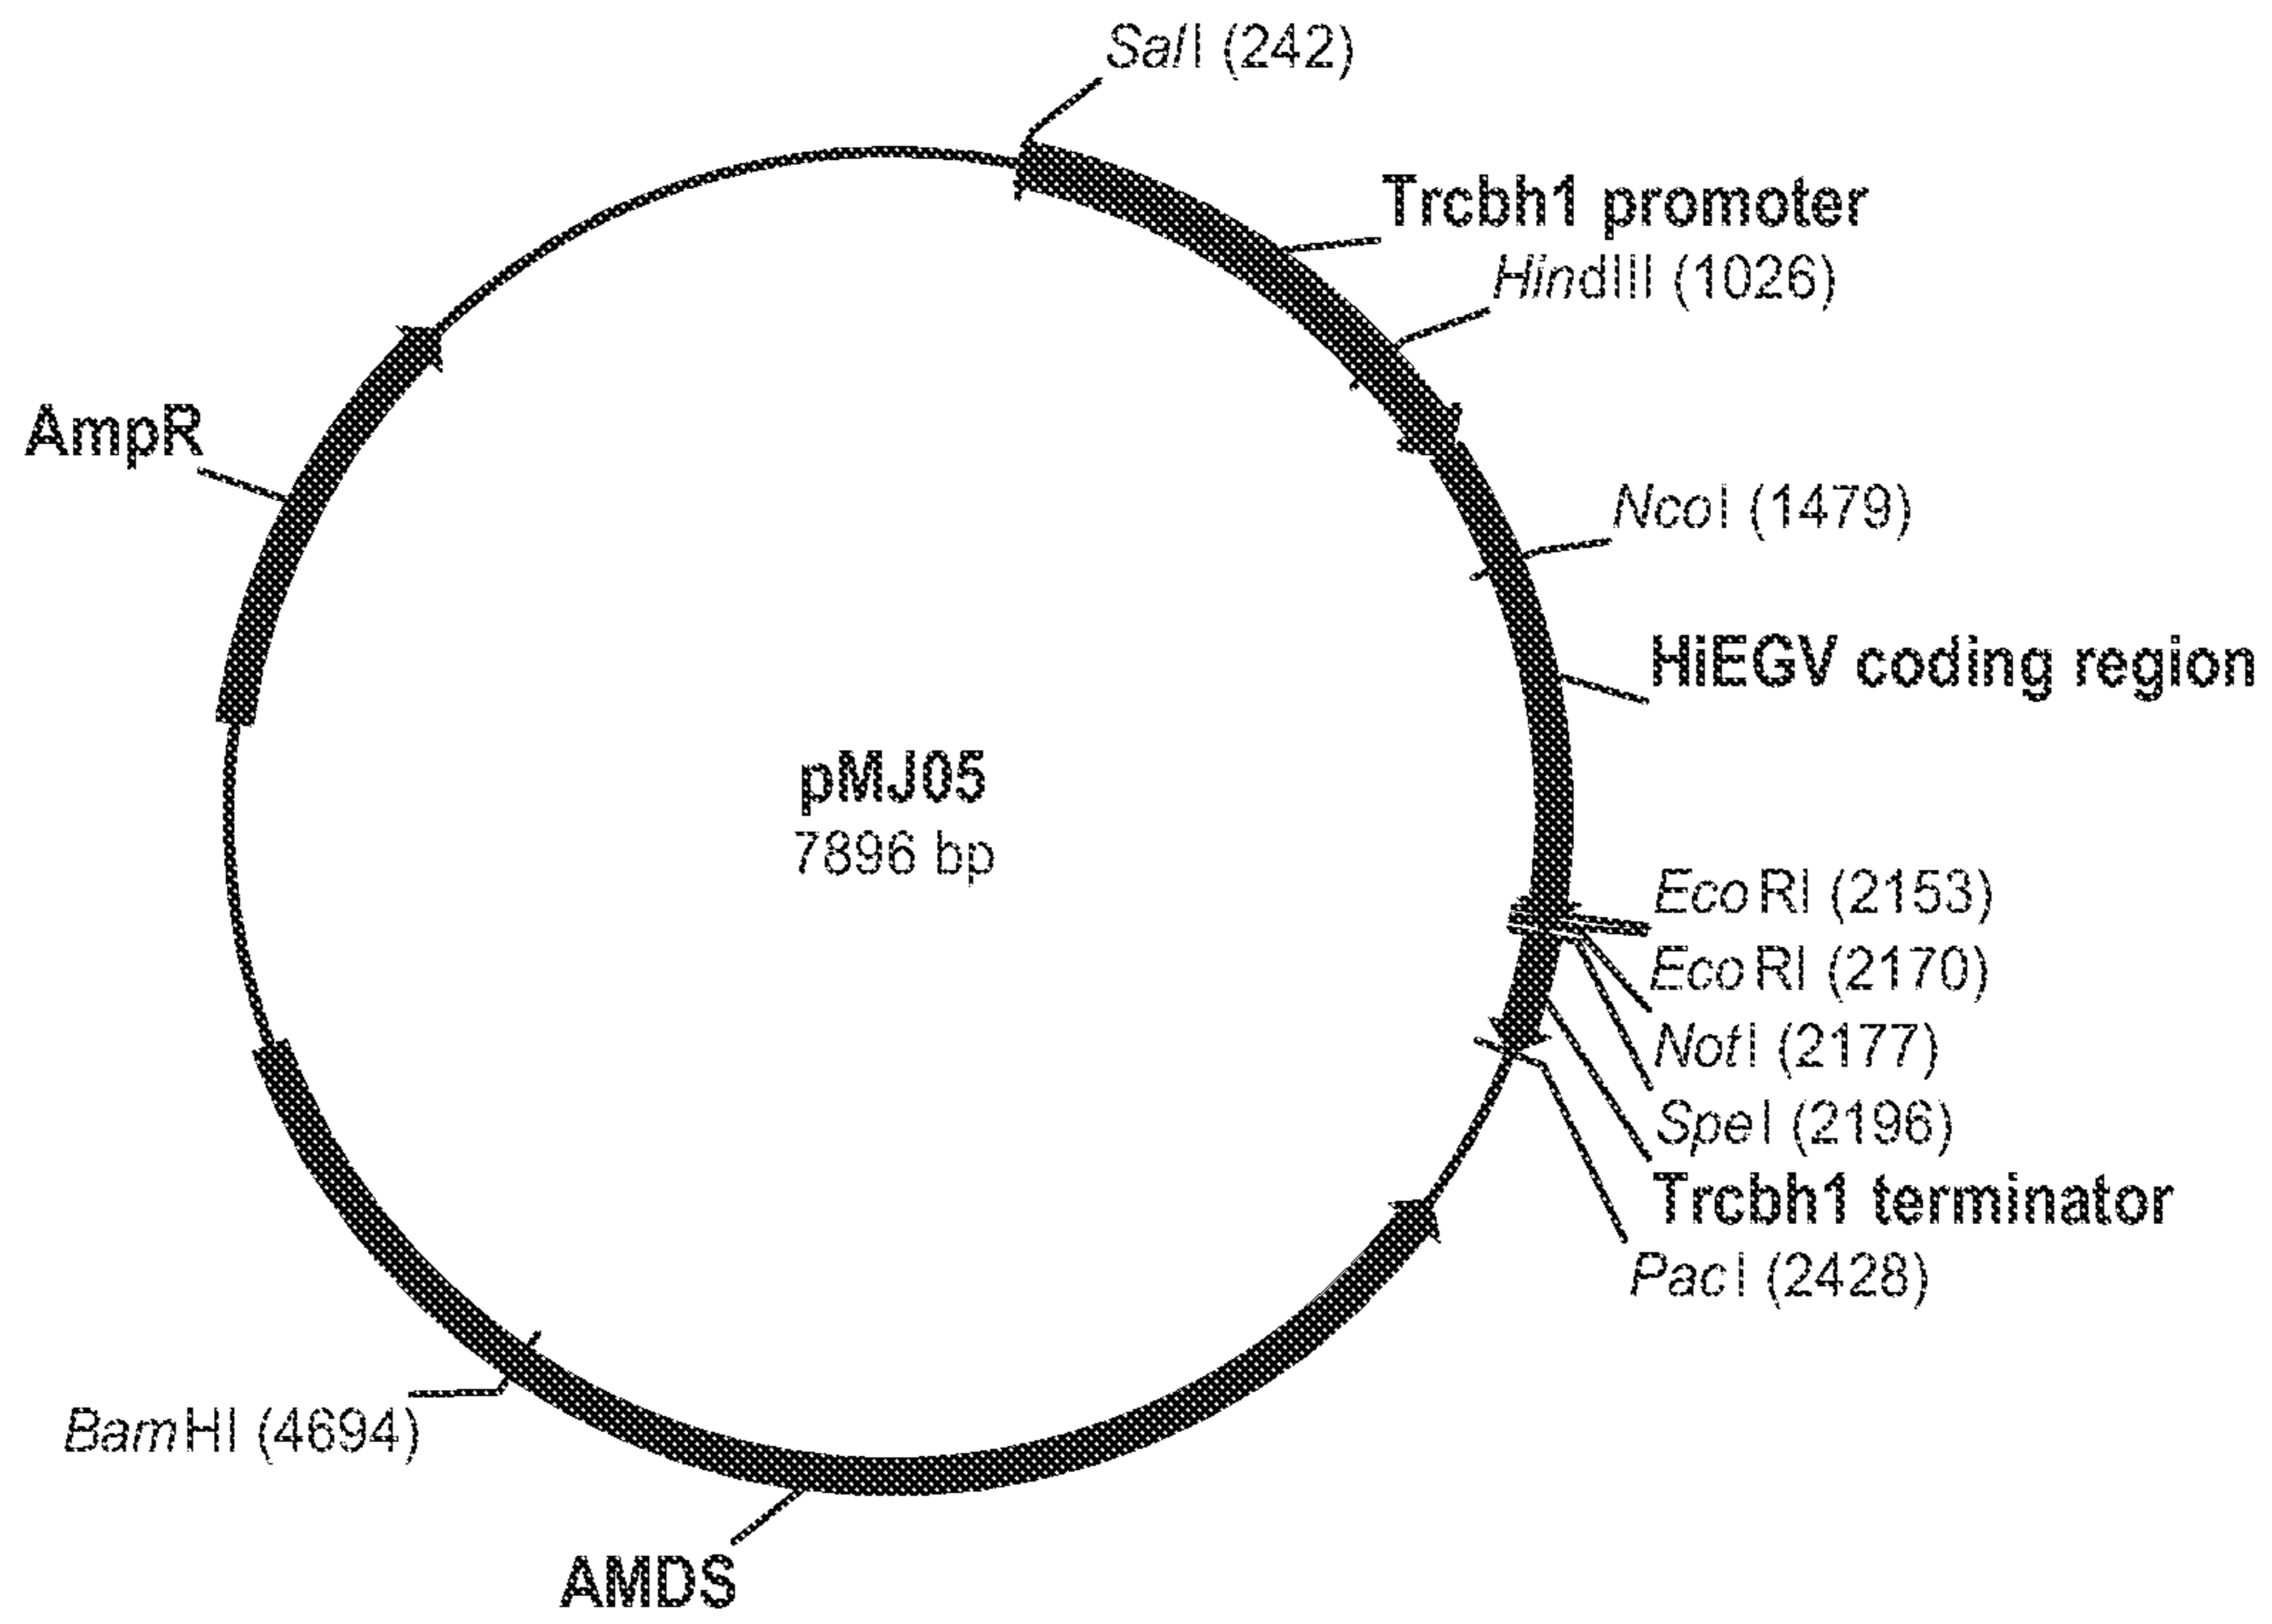 SalI (242)
Trcbh1 promoter
HindIII (1026)
AmpR
NcoI (1479)
HiEGV coding region
pMJ05
7896 bp
EcoRI (2153)
EcoRI (2170)
NotI (2177)
SpeI (2196)
Trcbh1 terminator
PacI (2428)
BamHI (4694)
AMDS